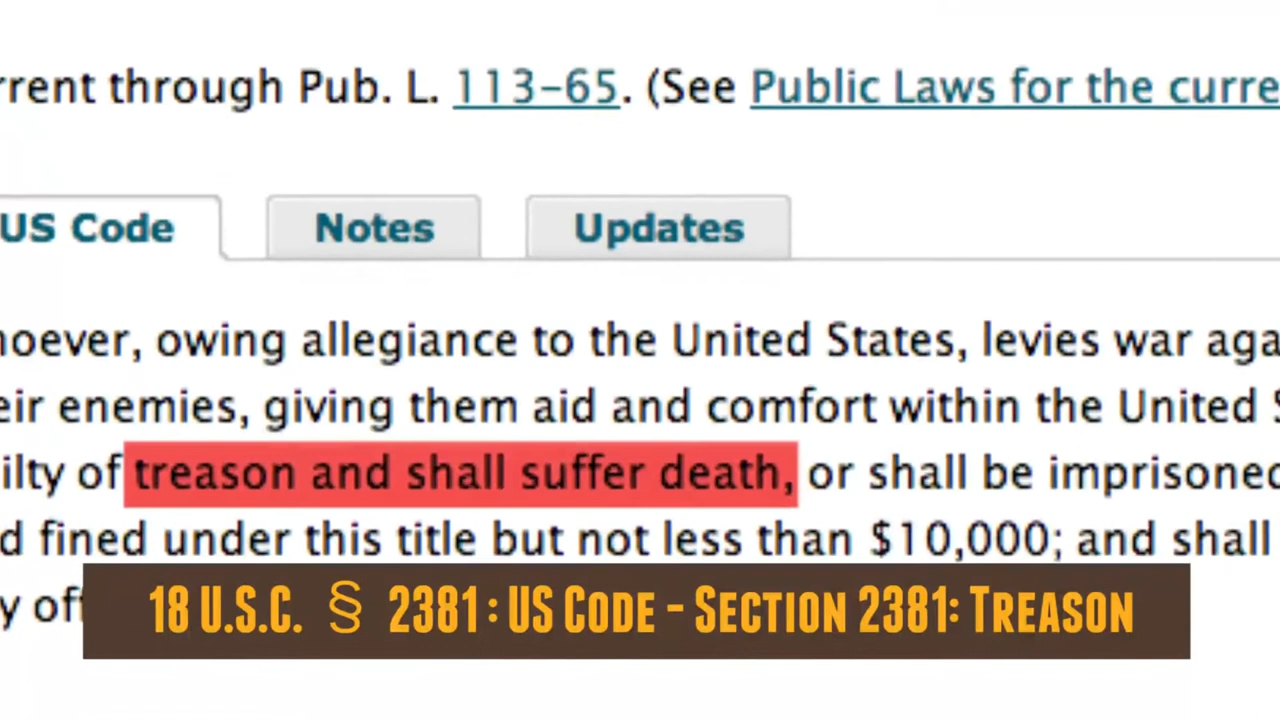 rrent through Pub. L. 113-65. (See Public Laws for the curre
US Code Notes Updates
hoever, owing allegiance to the United States, levies war aga
eir enemies, giving them aid and comfort within the United S
ilty of treason and shall suffer death, or shall be imprisoned
d fined under this title but not less than $10,000; and shall
y off
18 U.S.C. § 2381 : US Code - Section 2381: Treason